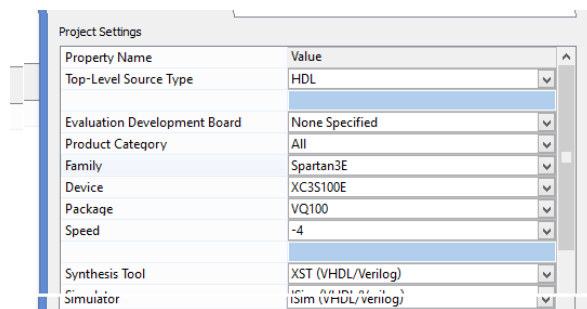 Project Settings
Property Name Value
Top-Level Source Type HDL
Evaluation Development Board None Specified
Product Category All
Family Spartan3E
Device XC3S100E
Package VQ100
Speed -4
Synthesis Tool XST (VHDL/Verilog)
Simulator ISim (VHDL/Verilog)